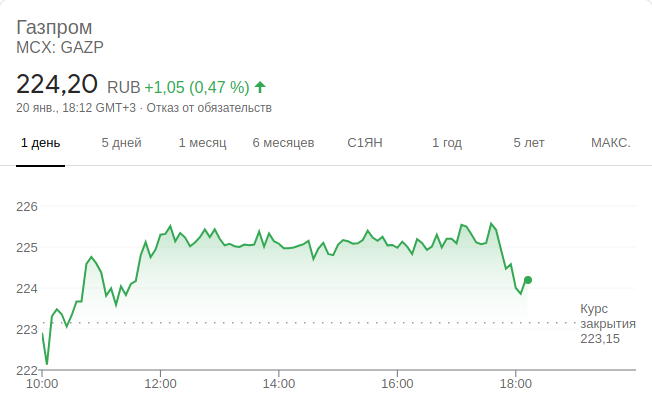 Газпром
MCX: GAZP
224,20 RUB +1,05 (0,47 %)
20 янв., 18:12 GMT+3 · Отказ от обязательств
1 день 5 дней 1 месяц 6 месяцев С1ЯН 1 год 5 лет МАКС.
226
225
224
223
222
Курс
закрытия
223,15
10:00 12:00 14:00 16:00 18:00